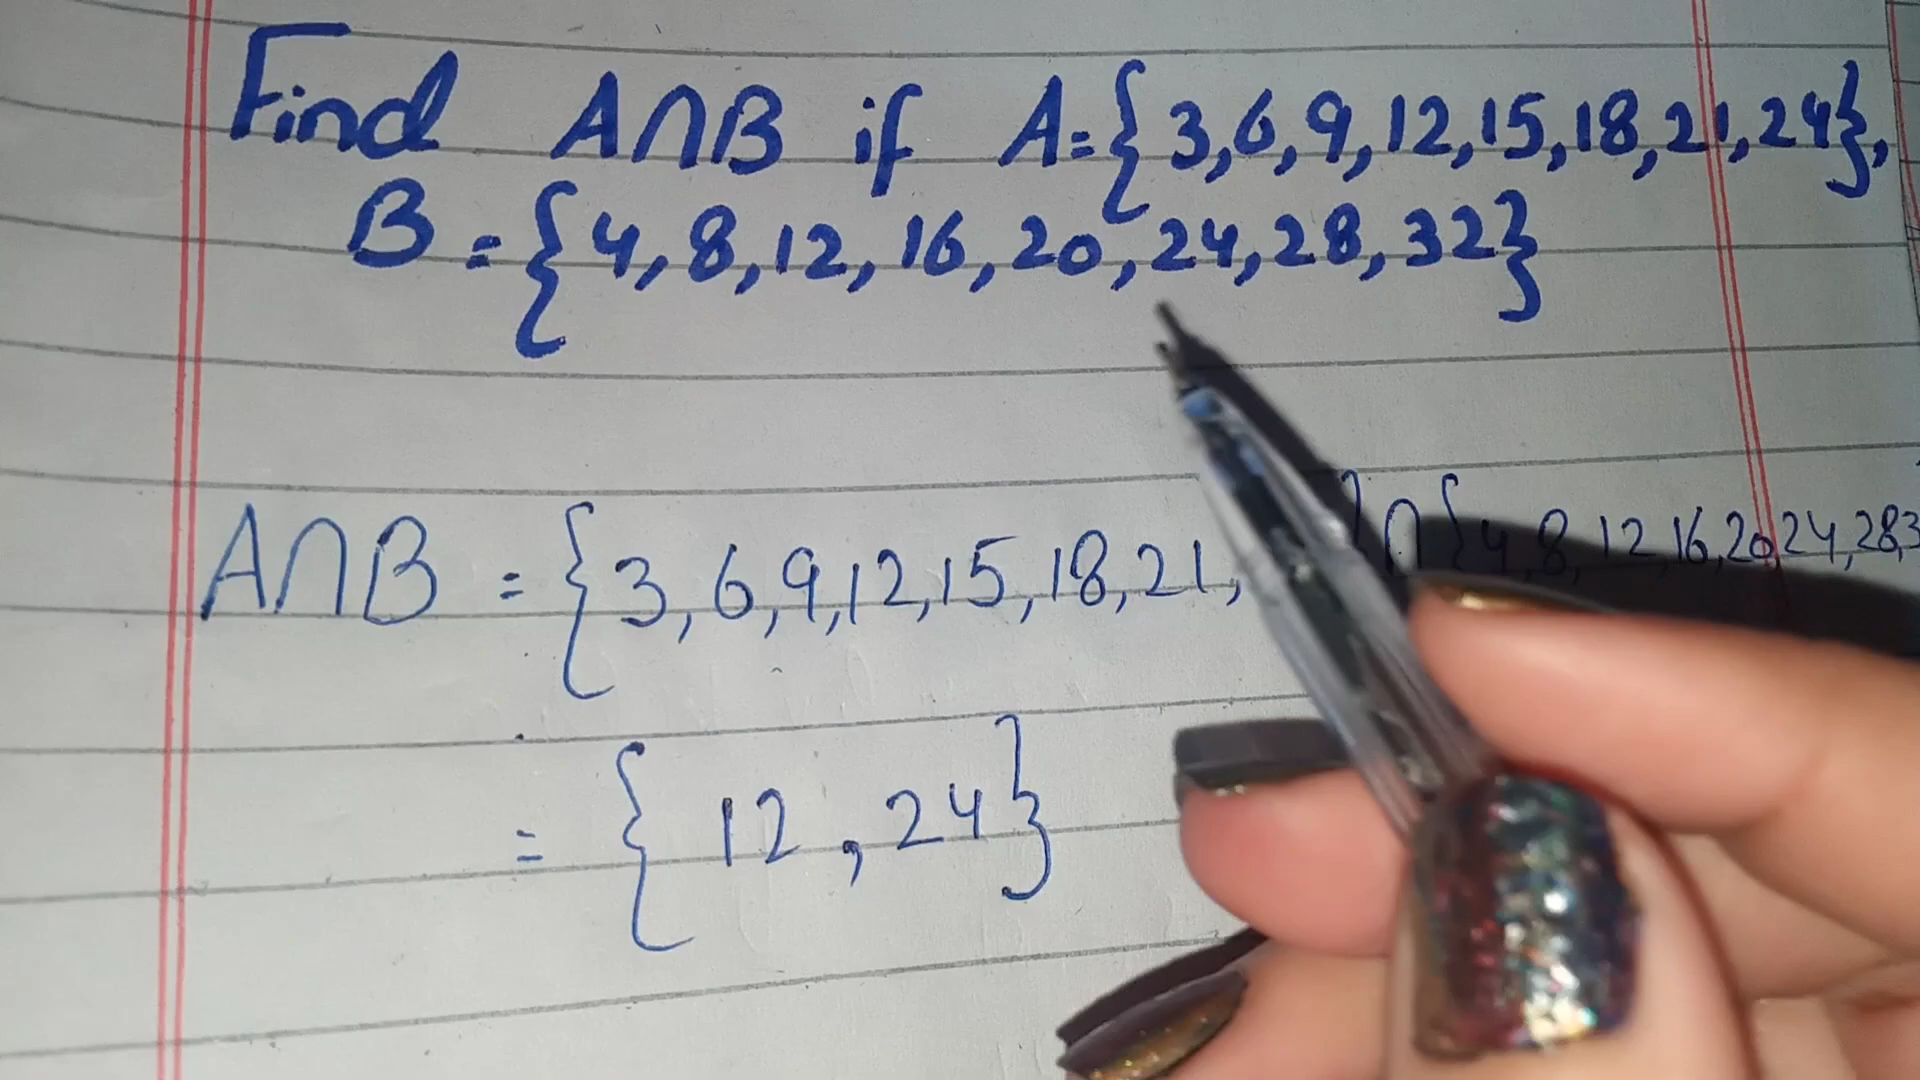 Find A∩B if A={3,6,9,12,15,18,21,24},
B={4,8,12,16,20,24,28,32}
A∩B = {3,6,9,12,15,18,21, }∩{4,8,12,16,20,24,28,3
= {12,24}